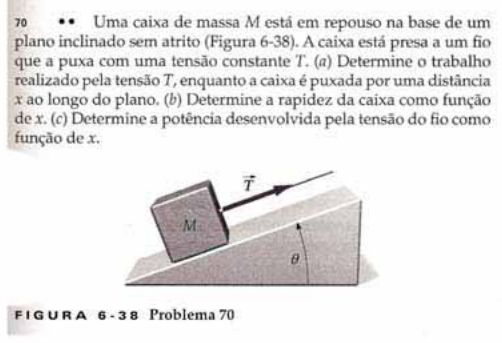 70 •• Uma caixa de massa M está em repouso na base de um
plano inclinado sem atrito (Figura 6-38). A caixa está presa a um fio
que a puxa com uma tensão constante T. (a) Determine o trabalho
realizado pela tensão T, enquanto a caixa é puxada por uma distância
x ao longo do plano. (b) Determine a rapidez da caixa como função
de x. (c) Determine a potência desenvolvida pela tensão do fio como
função de x.
T
M
θ
FIGURA 6-38 Problema 70